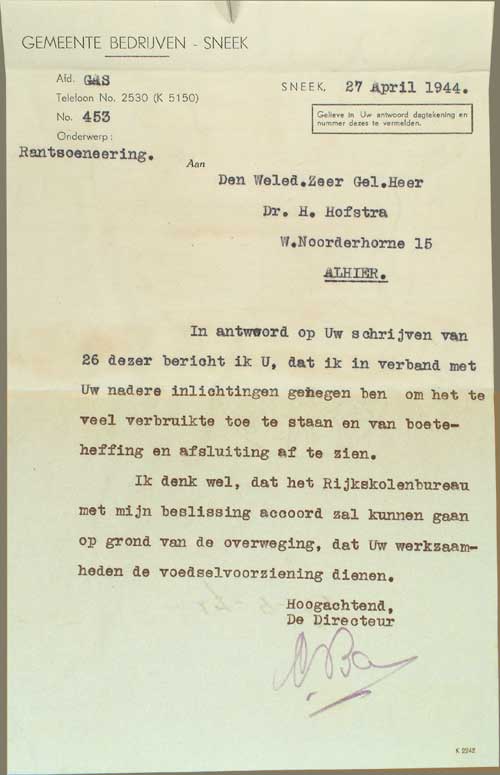 GEMEENTE BEDRIJVEN - SNEEK
Afd. GAS
Telefoon No. 2530 (K 5150)
No. 453
Onderwerp:
Rantsoeneering.
SNEEK, 27 April 1944.
Gelieve in Uw antwoord dagtekening en
nummer dezes te vermelden.
Aan
Den Weled.Zeer Gel.Heer
Dr. H. Hofstra
W.Noorderhorne 15
ALHIER.
In antwoord op Uw schrijven van
26 dezer bericht ik U, dat ik in verband met
Uw nadere inlichtingen genegen ben om het te
veel verbruikte toe te staan en van boete-
heffing en afsluiting af te zien.
Ik denk wel, dat het Rijkskolenbureau
met mijn beslissing accoord zal kunnen gaan
op grond van de overweging, dat Uw werkzaam-
heden de voedselvoorziening dienen.
Hoogachtend,
De Directeur
K 2242